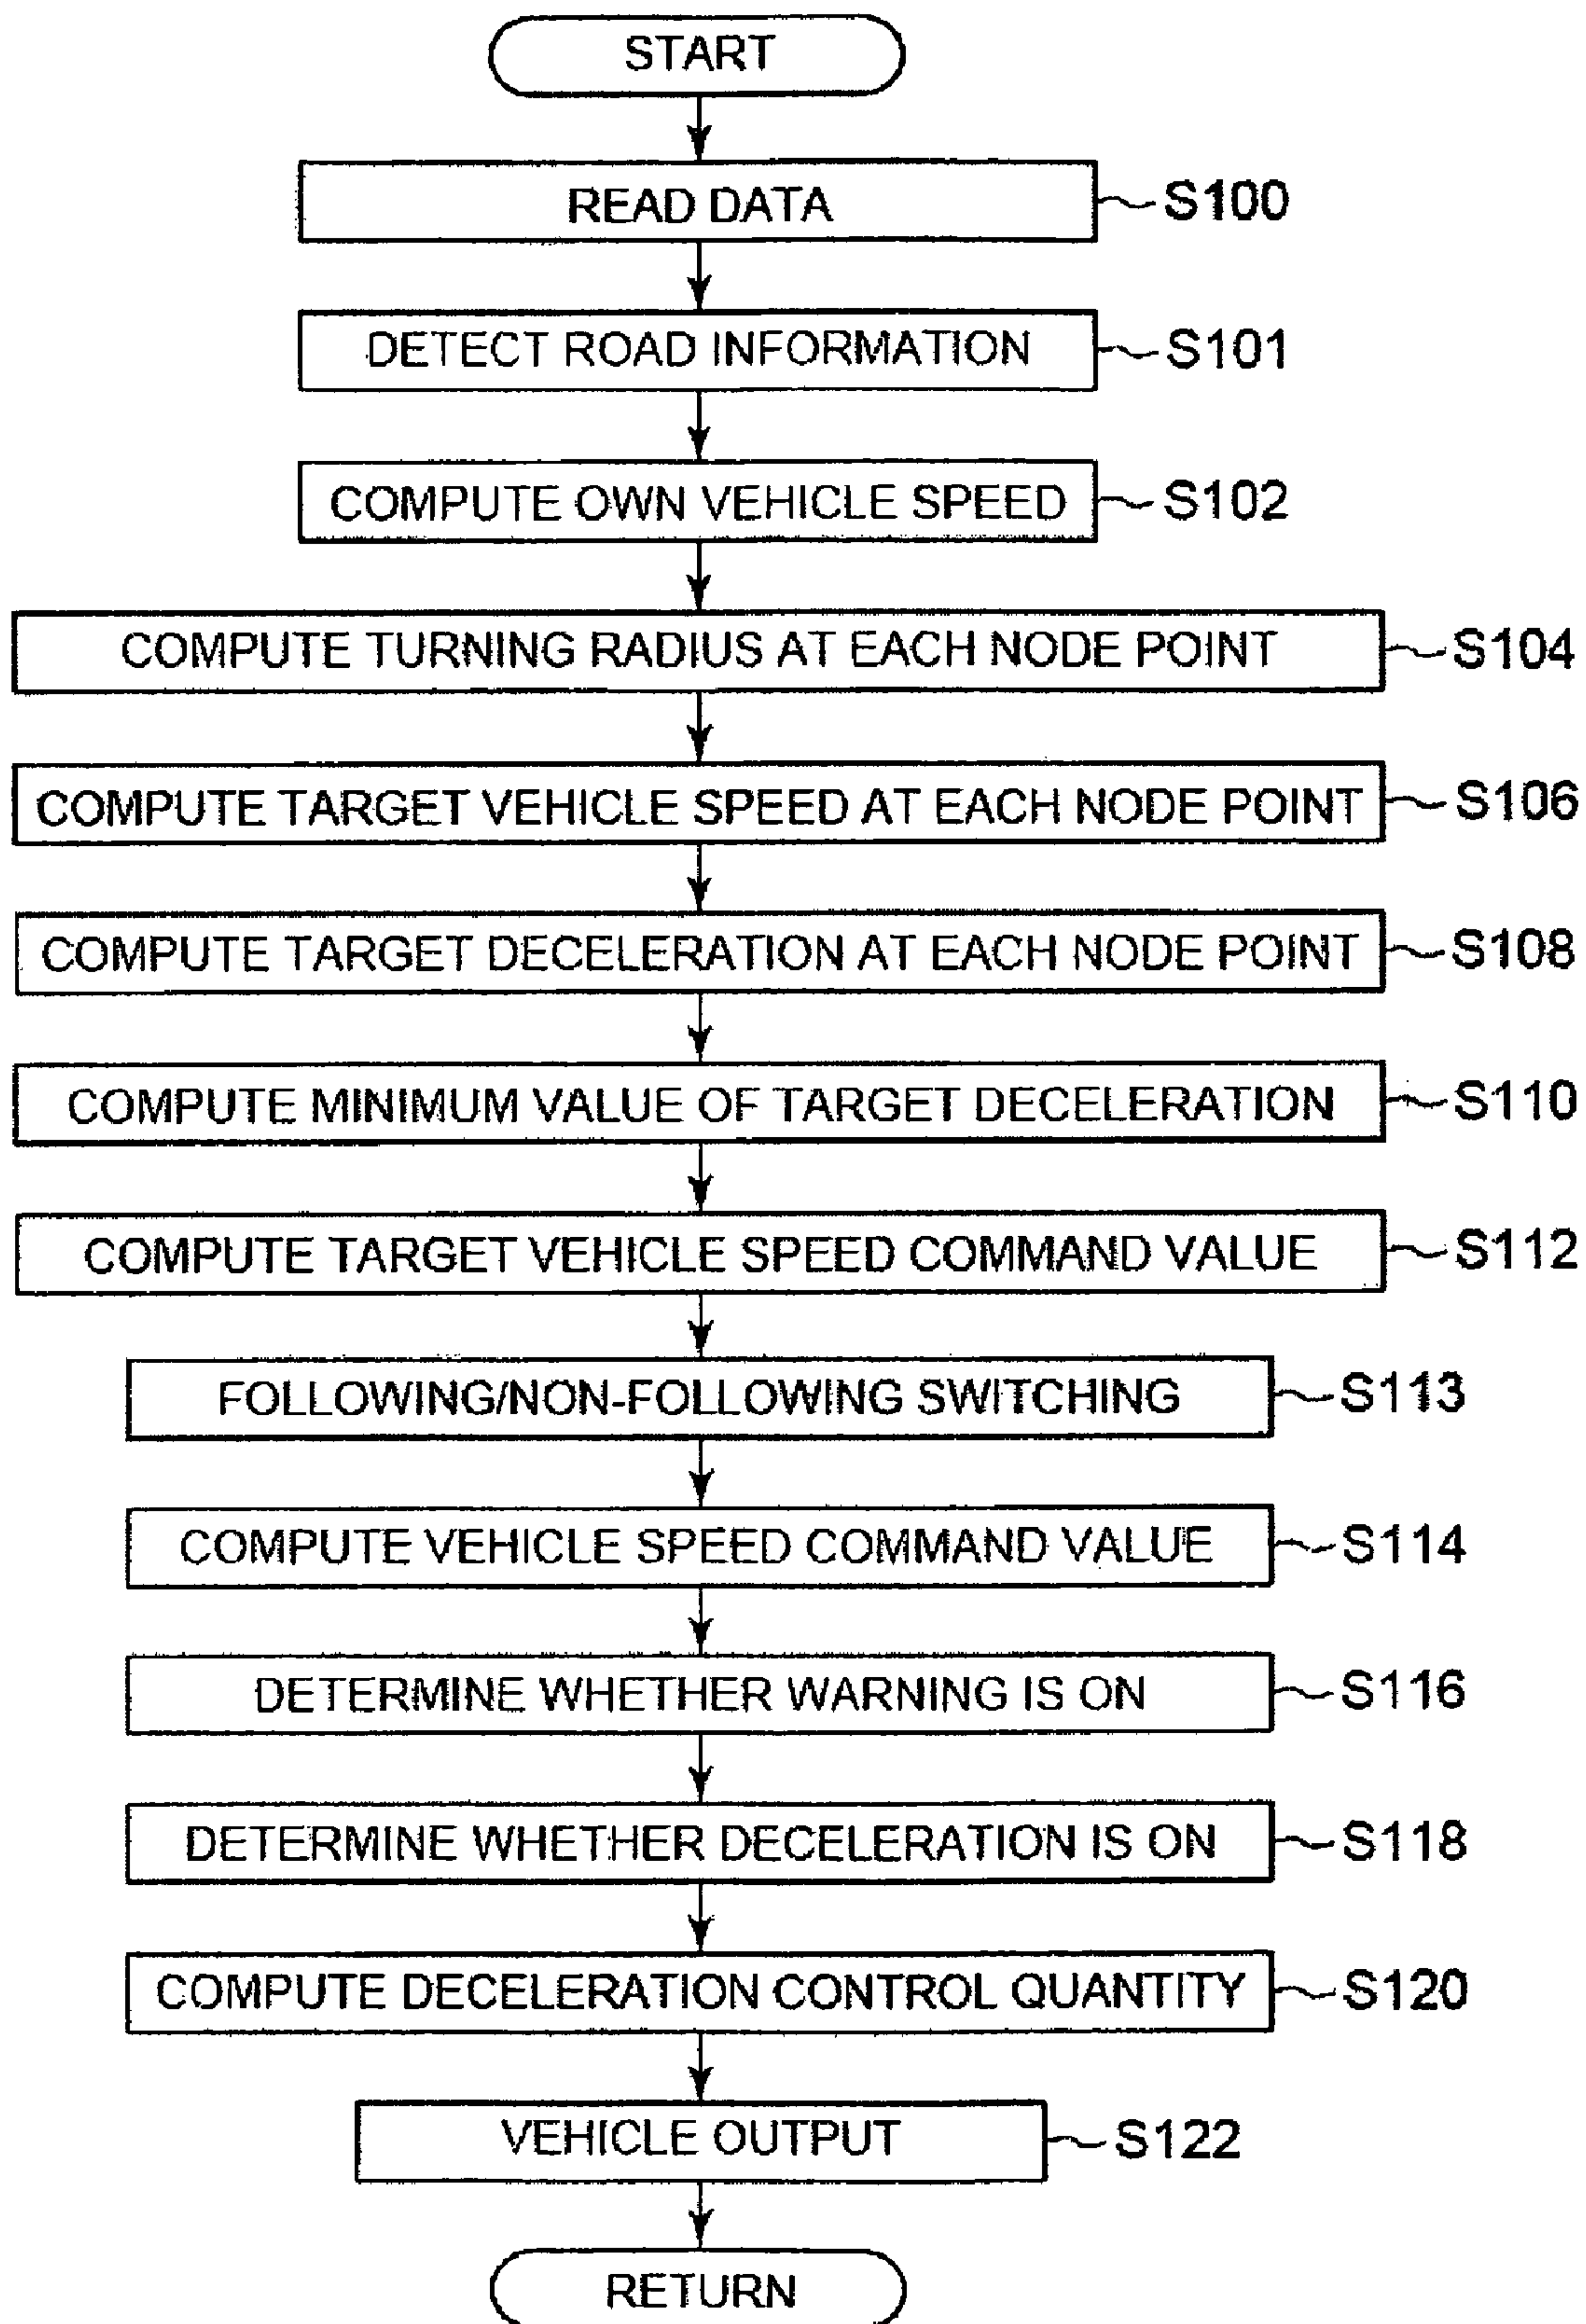 START
READ DATA
S100
DETECT ROAD INFORMATION
S101
COMPUTE OWN VEHICLE SPEED
S102
COMPUTE TURNING RADIUS AT EACH NODE POINT
S104
COMPUTE TARGET VEHICLE SPEED AT EACH NODE POINT
S106
COMPUTE TARGET DECELERATION AT EACH NODE POINT
S108
COMPUTE MINIMUM VALUE OF TARGET DECELERATION
S110
COMPUTE TARGET VEHICLE SPEED COMMAND VALUE
S112
FOLLOWING/NON-FOLLOWING SWITCHING
S113
COMPUTE VEHICLE SPEED COMMAND VALUE
S114
DETERMINE WHETHER WARNING IS ON
S116
DETERMINE WHETHER DECELERATION IS ON
S118
COMPUTE DECELERATION CONTROL QUANTITY
S120
VEHICLE OUTPUT
S122
RETURN